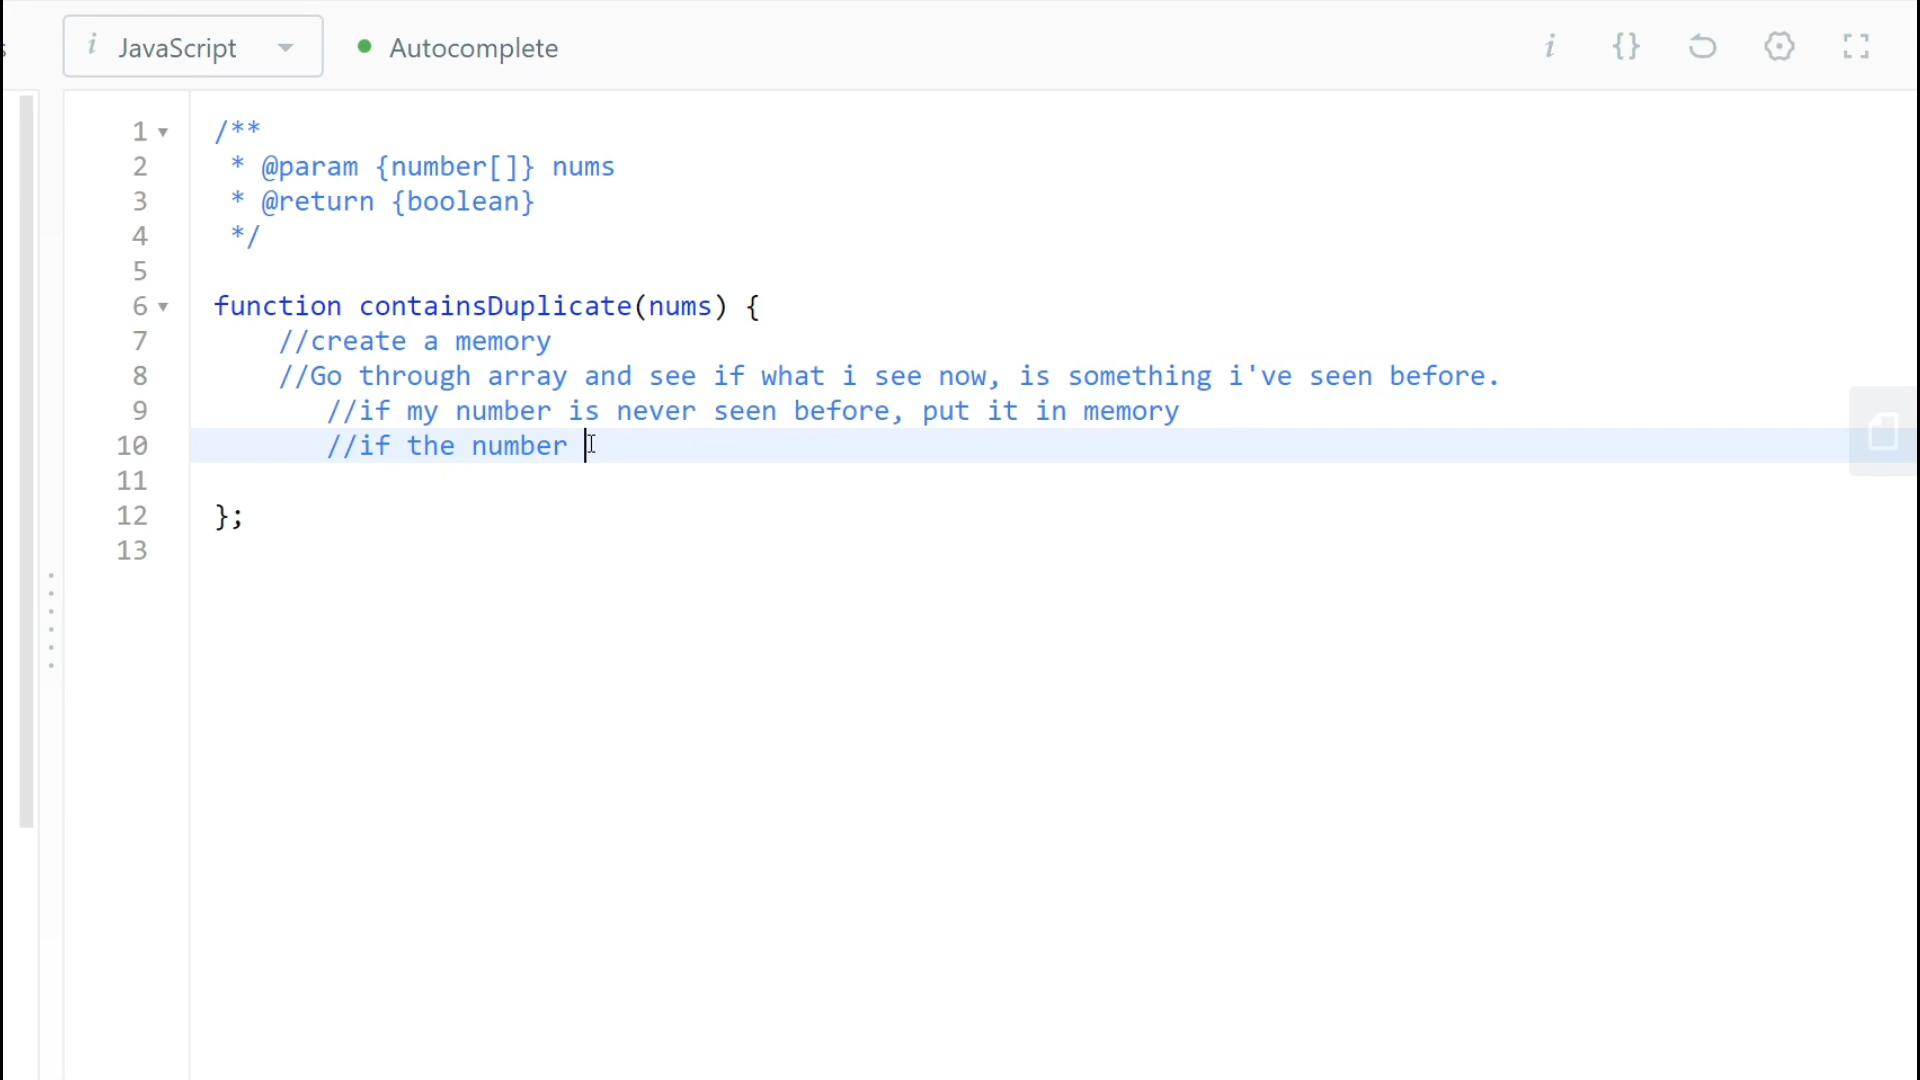 JavaScript
Autocomplete
1 /**
2 * @param {number[]} nums
3 * @return {boolean}
4 */
5
6 function containsDuplicate(nums) {
7 //create a memory
8 //Go through array and see if what i see now, is something i've seen before.
9 //if my number is never seen before, put it in memory
10 //if the number
11
12 };
13